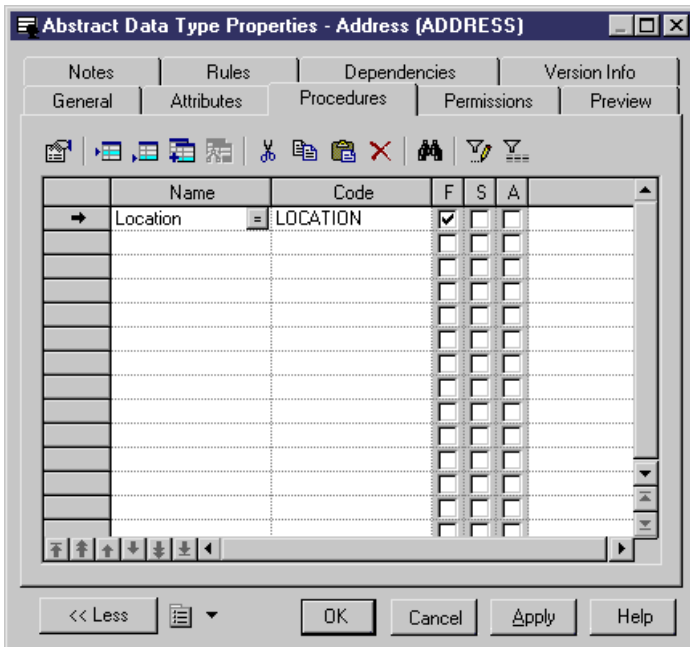 Abstract Data Type Properties - Address (ADDRESS)
Notes Rules Dependencies Version Info
General Attributes Procedures Permissions Preview
Name Code F S A
Location = LOCATION
<< Less OK Cancel Apply Help